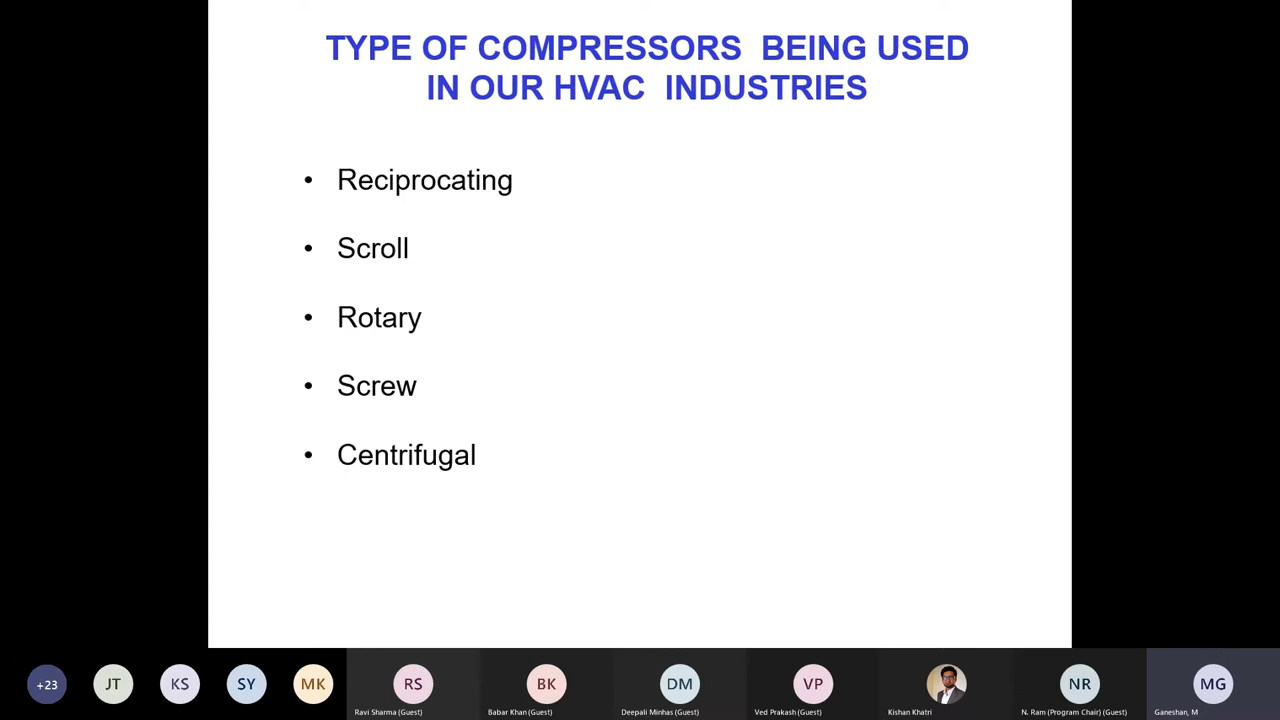 TYPE OF COMPRESSORS BEING USED
IN OUR HVAC INDUSTRIES
• Reciprocating
• Scroll
• Rotary
• Screw
• Centrifugal
+23 JT KS SY MK RS BK DM VP NR MG
Ravi Sharma (Guest) Babar Khan (Guest) Deepali Minhas (Guest) Ved Prakash (Guest) Kishan Khatri N. Ram (Program Chair) (Guest) Ganeshan, M